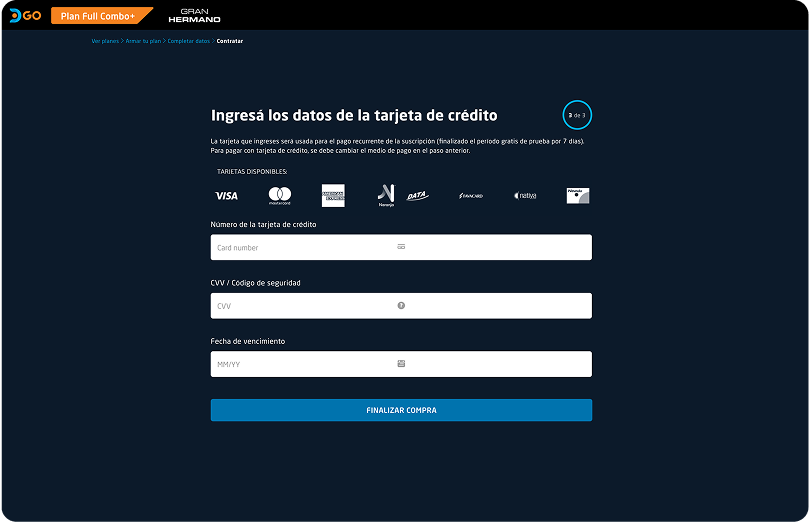 DGO Plan Full Combo+ GRAN
HERMANO
Ver planes > Armar tu plan > Completar datos > Contratar
Ingresá los datos de la tarjeta de crédito
3 de 3
La tarjeta que ingreses será usada para el pago recurrente de la suscripción (finalizado el periodo gratis de prueba por 7 días).
Para pagar con tarjeta de crédito, se debe cambiar el medio de pago en el paso anterior.
TARJETAS DISPONIBLES:
VISA mastercard AMERICAN EXPRESS Naranja DATA FAVACARD nativa
Número de la tarjeta de crédito
Card number
CVV / Código de seguridad
CVV
?
Fecha de vencimiento
MM/YY
FINALIZAR COMPRA